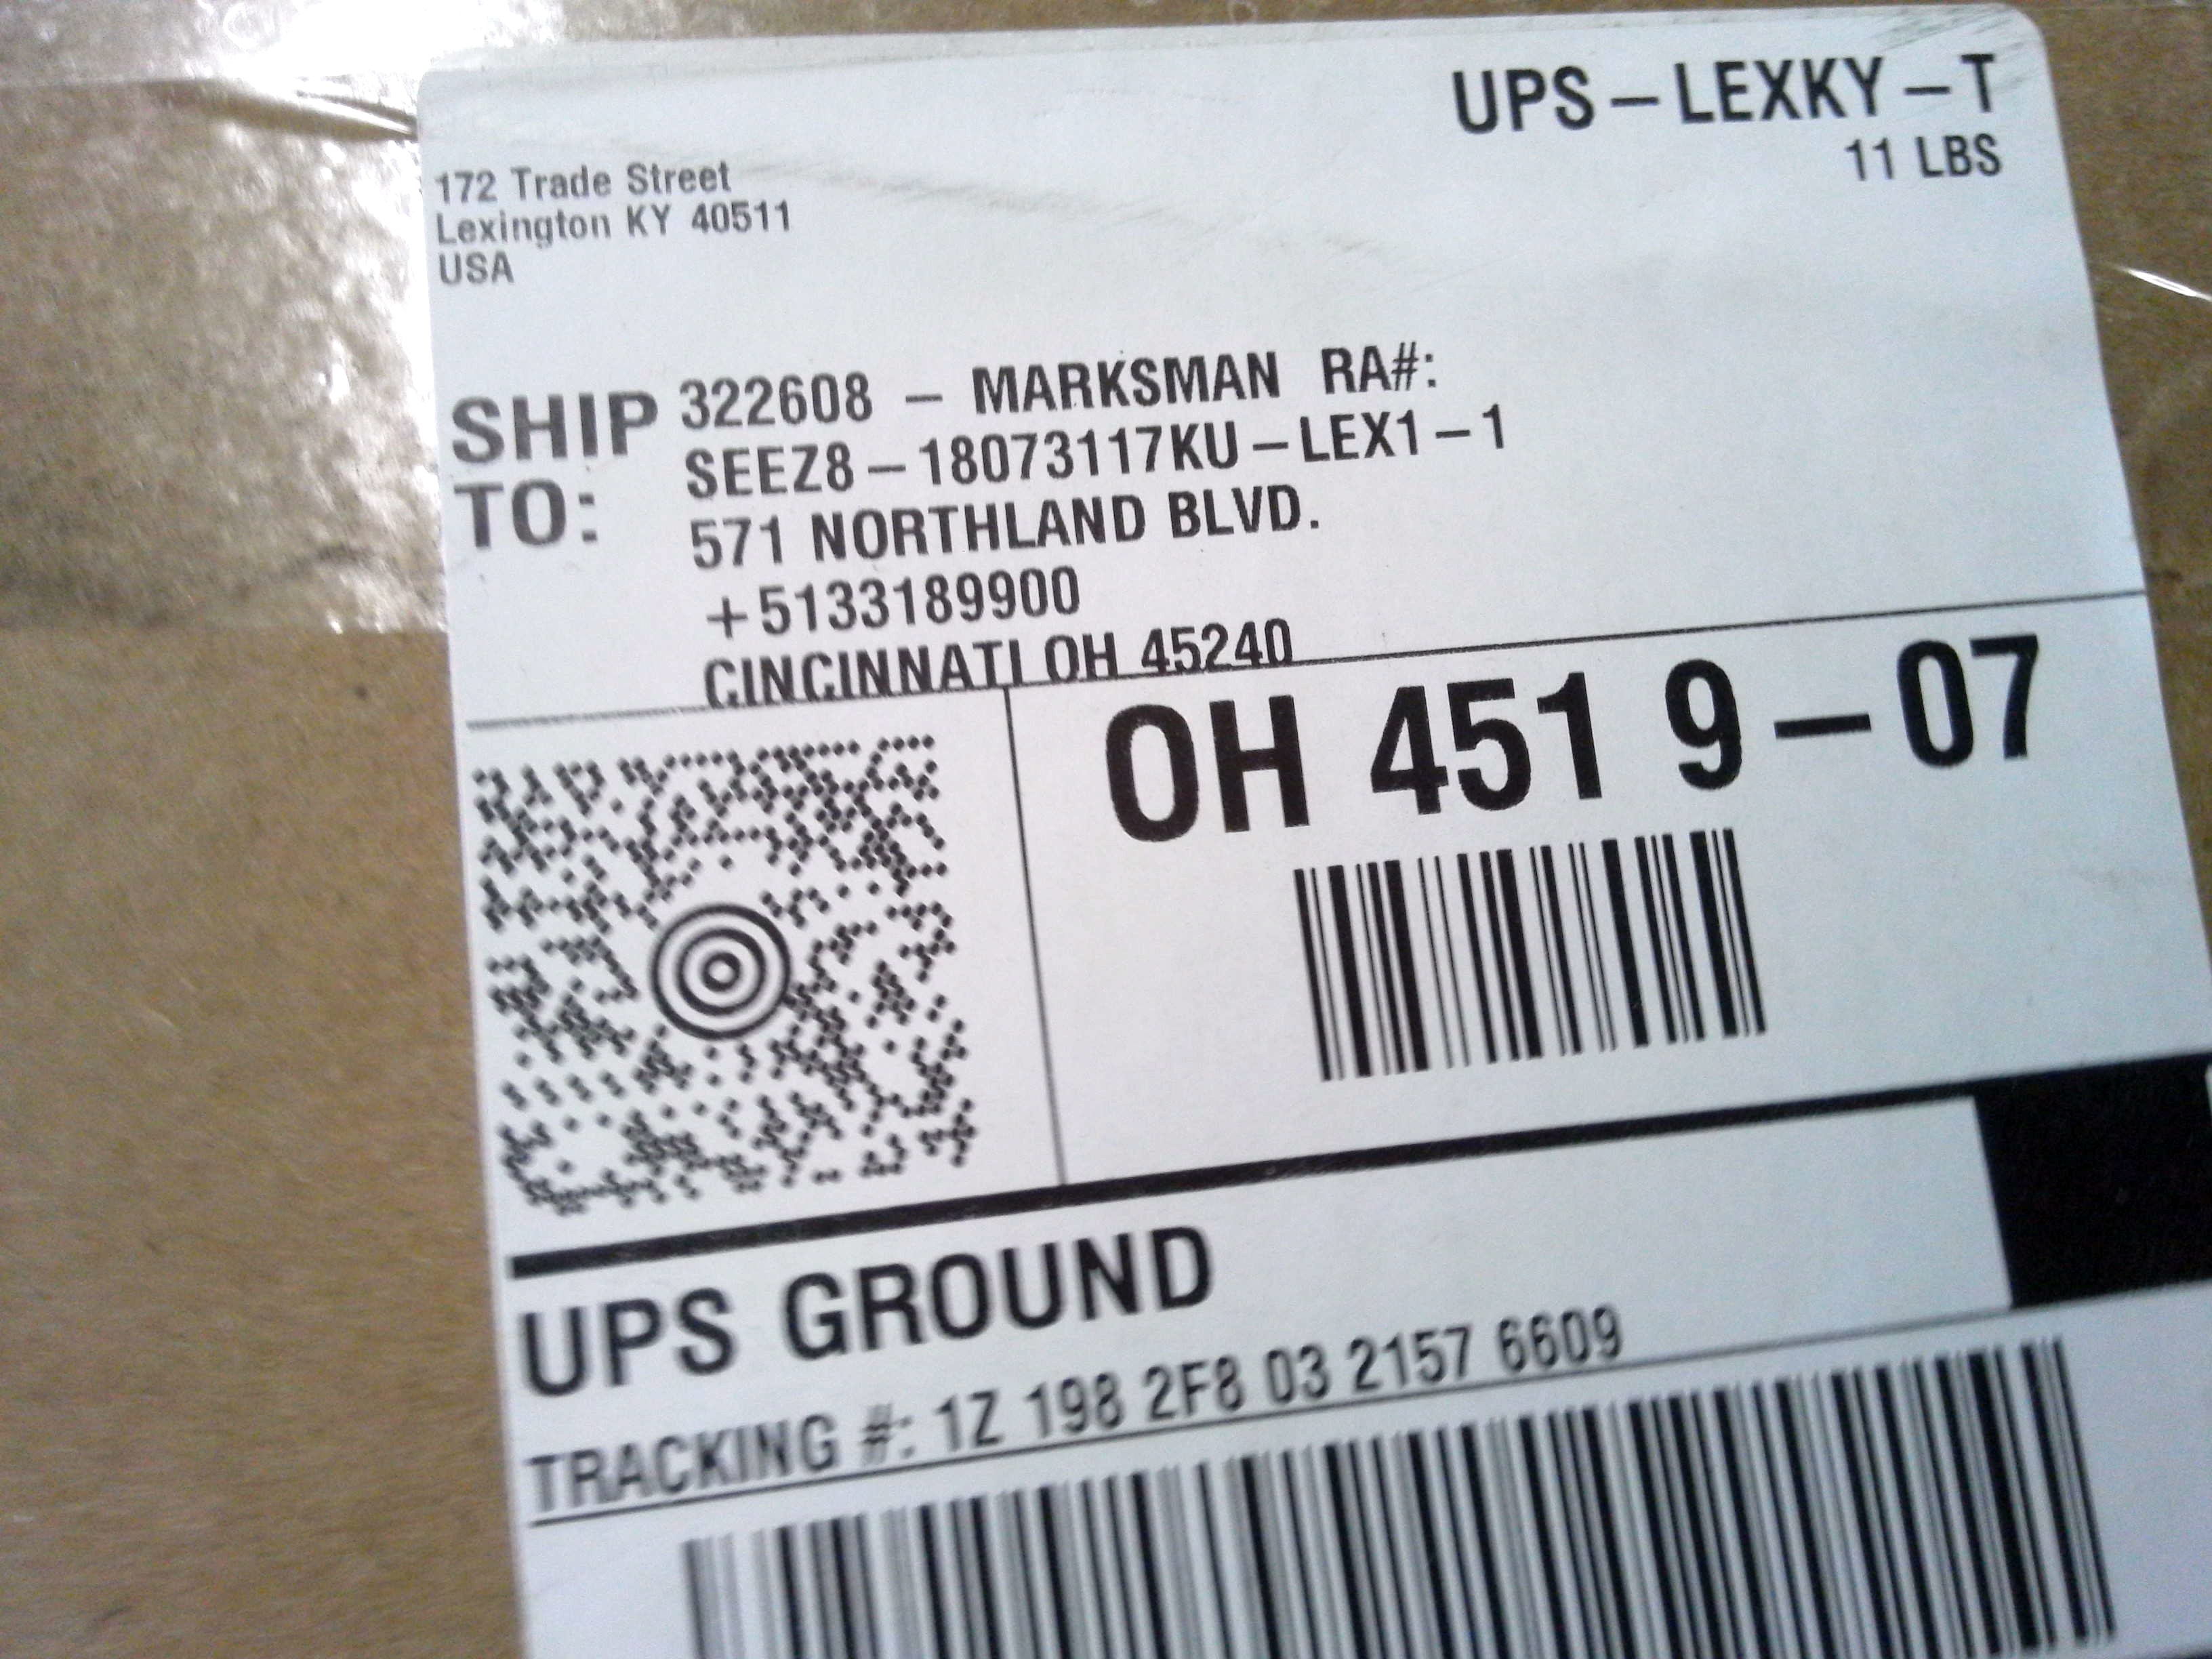 UPS – LEXKY – T
11 LBS
172 Trade Street
Lexington KY 40511
USA
SHIP TO:
322608 – MARKSMAN RA#:
SEEZ8 – 18073117KU – LEX1 – 1
571 NORTHLAND BLVD.
+5133189900
CINCINNATI OH 45240
OH 451 9 – 07
UPS GROUND
TRACKING #: 1Z 198 2F8 03 2157 6609